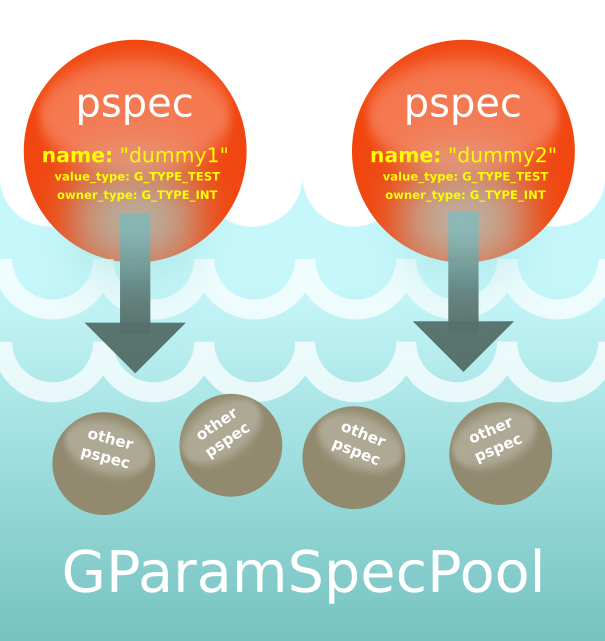 pspec
name: "dummy1"
value_type: G_TYPE_TEST
owner_type: G_TYPE_INT
pspec
name: "dummy2"
value_type: G_TYPE_TEST
owner_type: G_TYPE_INT
other
pspec
other
pspec
other
pspec
other
pspec
GParamSpecPool